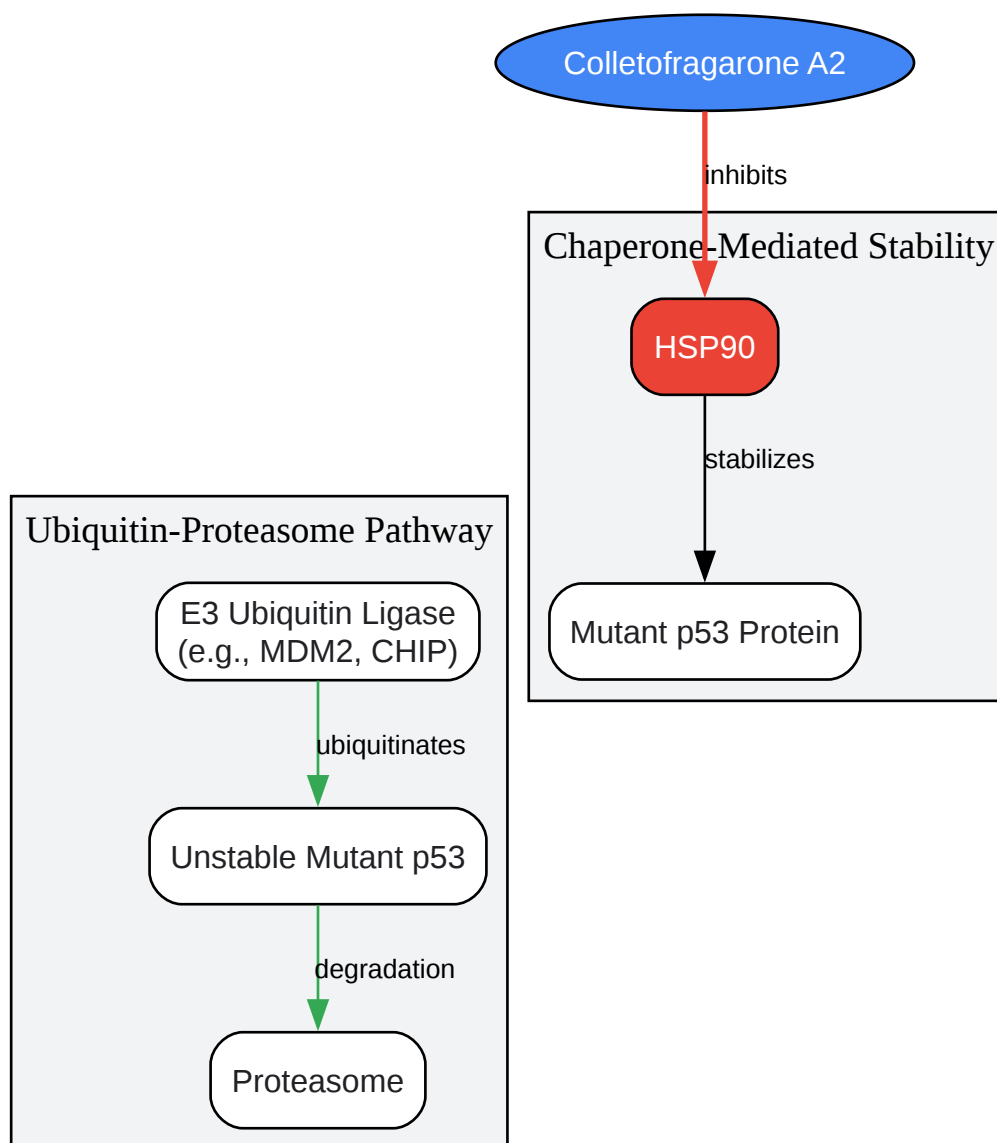 Colletofragarone A2
inhibits
Chaperone-Mediated Stability
HSP90
stabilizes
Mutant p53 Protein
Ubiquitin-Proteasome Pathway
E3 Ubiquitin Ligase
(e.g., MDM2, CHIP)
ubiquitinates
Unstable Mutant p53
degradation
Proteasome